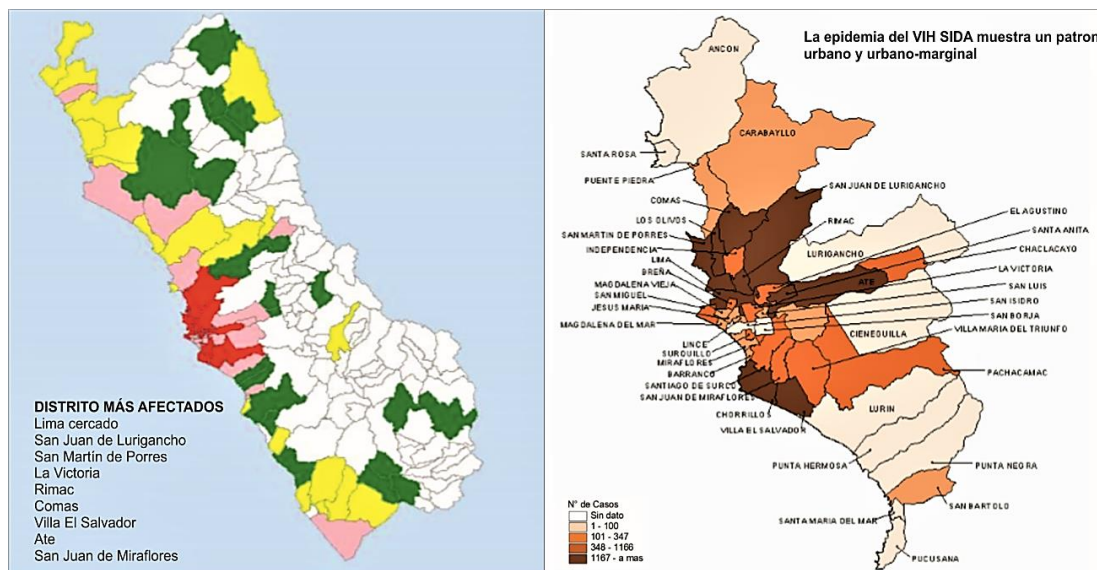 DISTRITO MÁS AFECTADOS
Lima cercado
San Juan de Lurigancho
San Martín de Porres
La Victoria
Rimac
Comas
Villa El Salvador
Ate
San Juan de Miraflores
La epidemia del VIH SIDA muestra un patron
urbano y urbano-marginal
ANCON
CARABAYLLO
SANTA ROSA
PUENTE PIEDRA
SAN JUAN DE LURIGANCHO
COMAS
EL AGUSTINO
LOS OLIVOS
RIMAC
SANTA ANITA
SAN MARTIN DE PORRES
CHACLACAYO
INDEPENDENCIA
LURIGANCHO
LIMA
LA VICTORIA
BREÑA
ATE
MAGDALENA VIEJA
SAN LUIS
SAN MIGUEL
SAN ISIDRO
JESUS MARIA
SAN BORJA
MAGDALENA DEL MAR
CIENEGUILLA
VILLA MARIA DEL TRIUNFO
LINCE
SURQUILLO
MIRAFLORES
BARRANCO
PACHACAMAC
SANTIAGO DE SURCO
SAN JUAN DE MIRAFLORES
LURIN
CHORRILLOS
VILLA EL SALVADOR
PUNTA HERMOSA
PUNTA NEGRA
SAN BARTOLO
SANTA MARIA DEL MAR
PUCUSANA
N° de Casos
Sin dato
1 - 100
101 - 347
348 - 1166
1167 - a mas